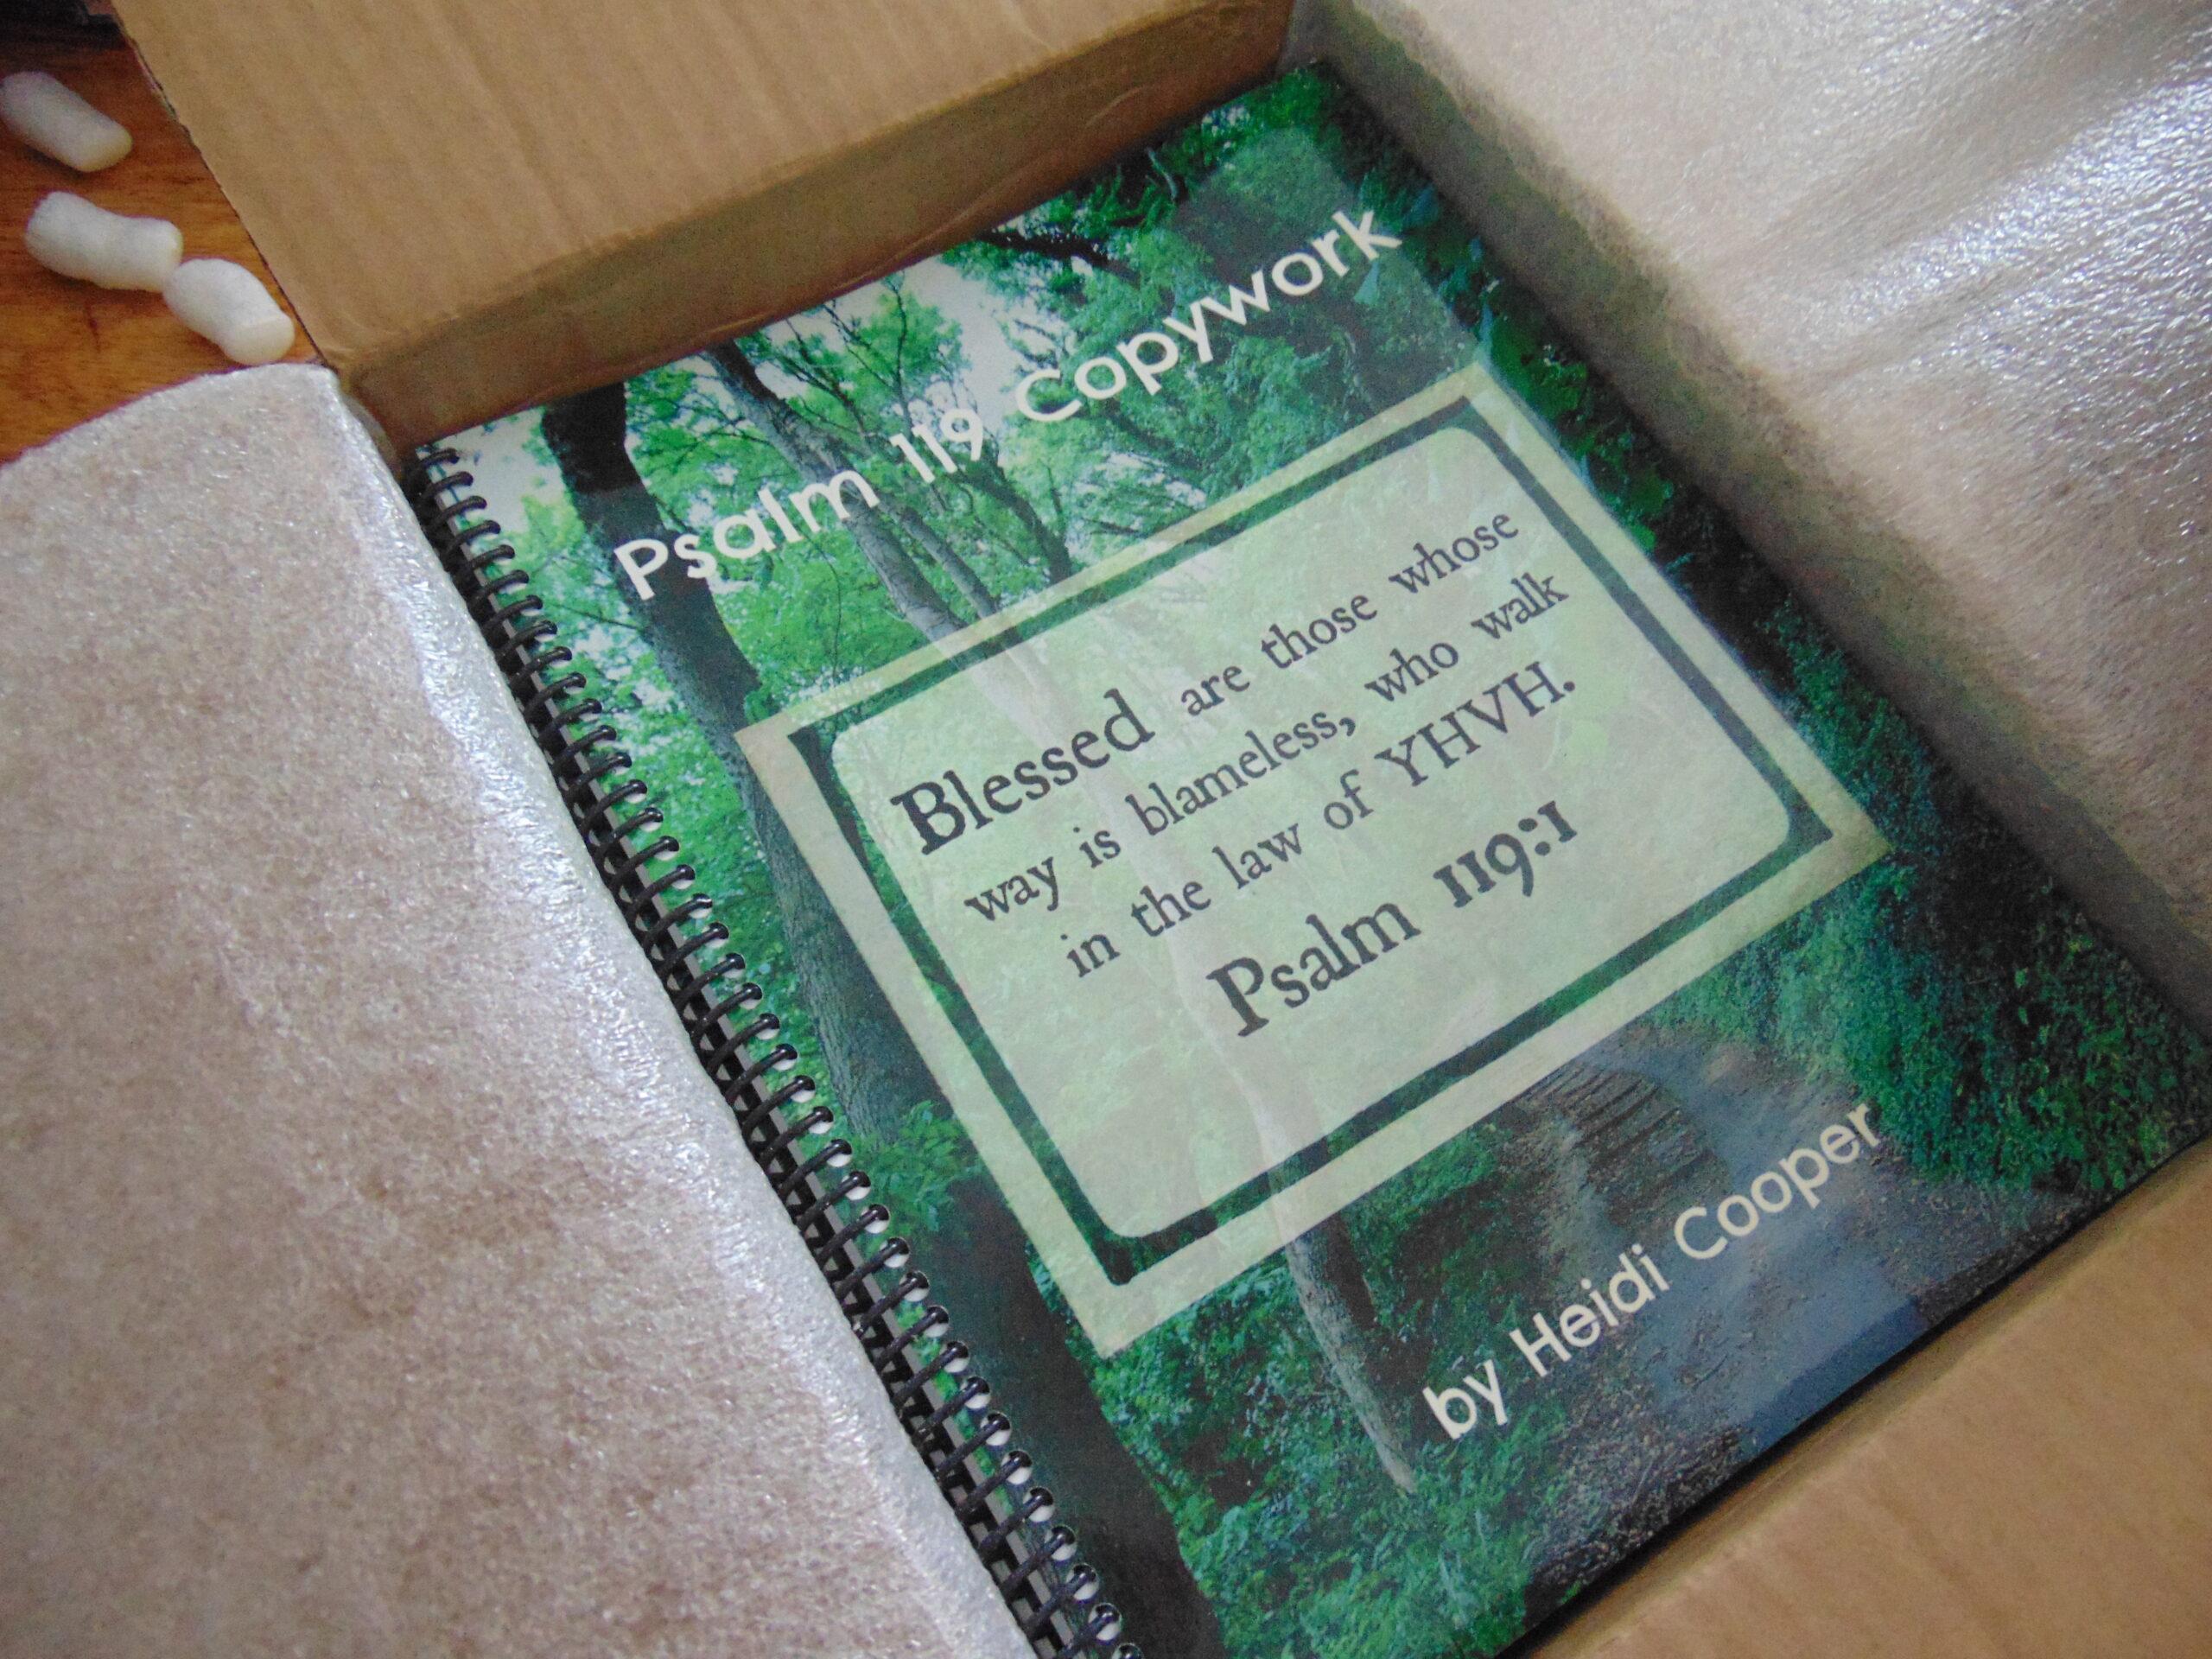 Psalm 119 Copywork
Blessed are those whose
way is blameless, who walk
in the law of YHVH.
Psalm 119:1
by Heidi Cooper